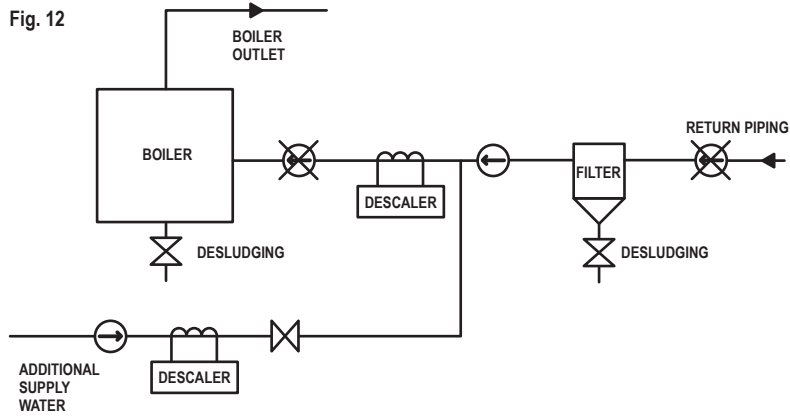 Fig. 12
BOILER
OUTLET
BOILER
RETURN PIPING
FILTER
DESCALER
DESLUDGING
DESLUDGING
ADDITIONAL
SUPPLY
WATER
DESCALER